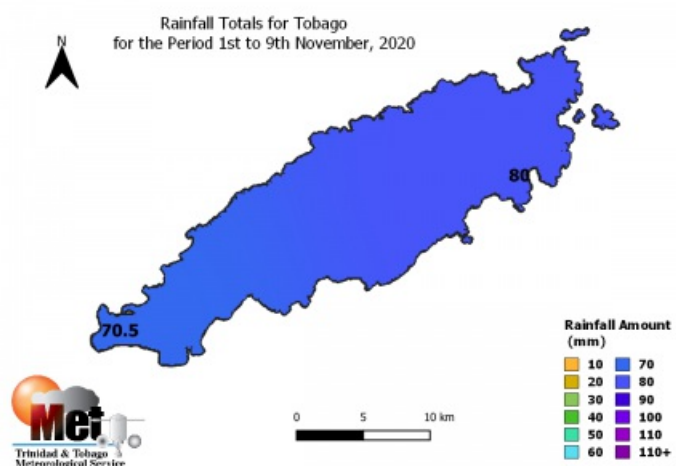 Rainfall Totals for Tobago
for the Period 1st to 9th November, 2020
N
80
70.5
Rainfall Amount
(mm)
10 70
20 80
30 90
40 100
50 110
60 110+
0 5 10 km
Met
Trinidad & Tobago
Meteorological Service